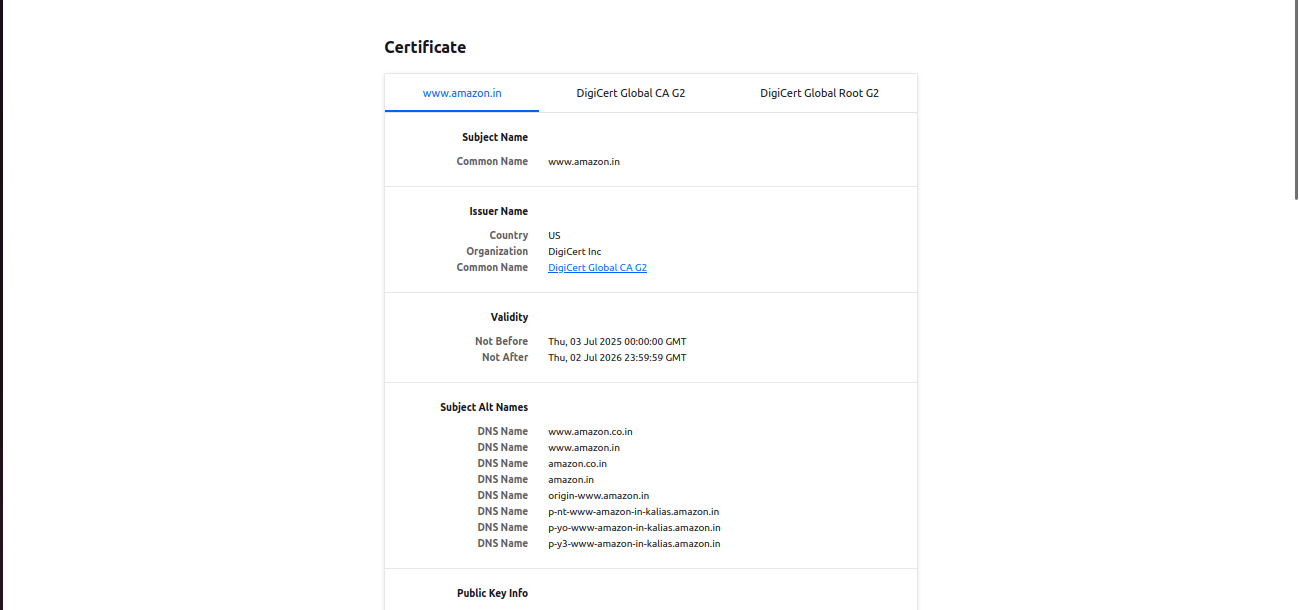 Certificate
www.amazon.in DigiCert Global CA G2 DigiCert Global Root G2
Subject Name
Common Name www.amazon.in
Issuer Name
Country US
Organization DigiCert Inc
Common Name DigiCert Global CA G2
Validity
Not Before Thu, 03 Jul 2025 00:00:00 GMT
Not After Thu, 02 Jul 2026 23:59:59 GMT
Subject Alt Names
DNS Name www.amazon.co.in
DNS Name www.amazon.in
DNS Name amazon.co.in
DNS Name amazon.in
DNS Name origin-www.amazon.in
DNS Name p-nt-www-amazon-in-kalias.amazon.in
DNS Name p-yo-www-amazon-in-kalias.amazon.in
DNS Name p-y3-www-amazon-in-kalias.amazon.in
Public Key Info